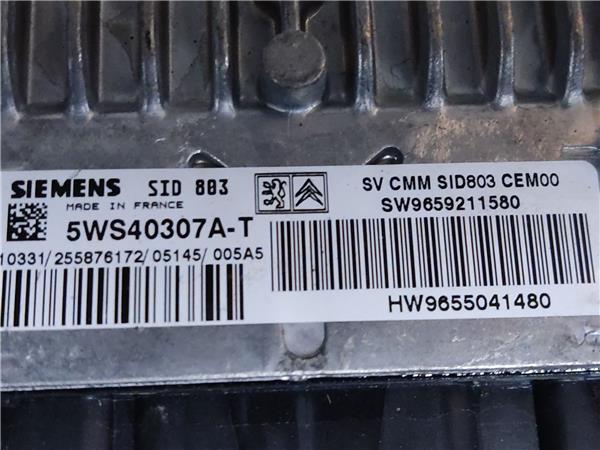 SIEMENS SID 803
MADE IN FRANCE
5WS40307A-T
10331/255876172/05145/005A5
SV CMM SID803 CEM00
SW9659211580
HW9655041480